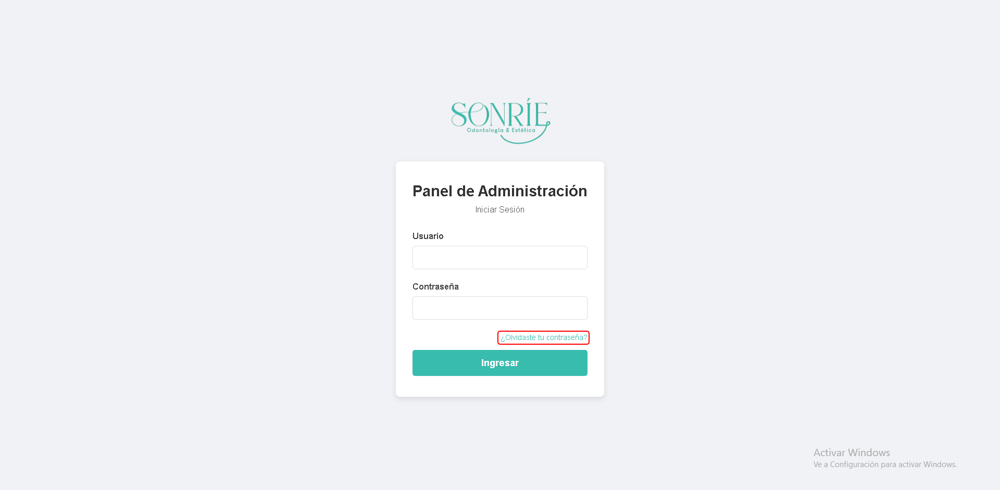 SONRÍE
Odontología & Estética
Panel de Administración
Iniciar Sesión
Usuario
Contraseña
¿Olvidaste tu contraseña?
Ingresar
Activar Windows
Ve a Configuración para activar Windows.